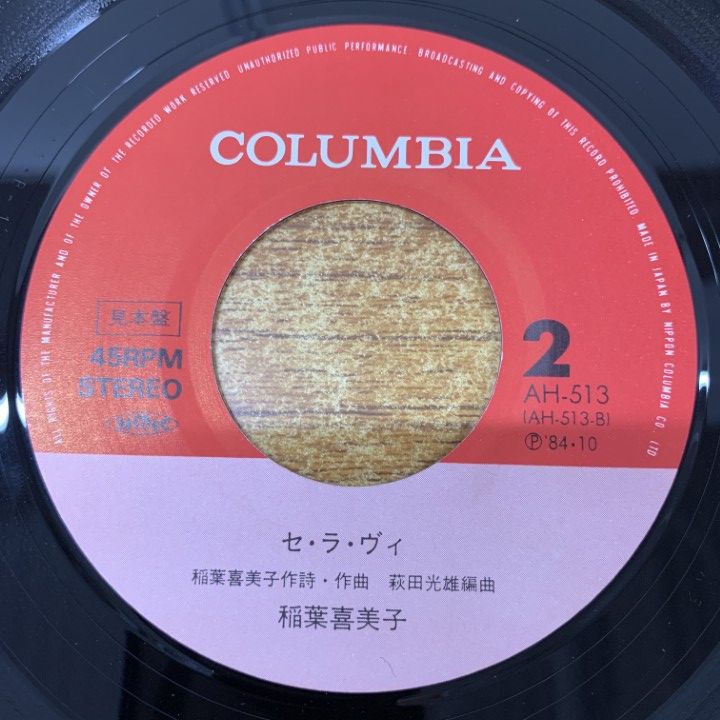 ALL RIGHTS OF THE MANUFACTURER AND OF THE OWNER OF THE RECORDED WORK RESERVED. UNAUTHORIZED PUBLIC PERFORMANCE. BROADCASTING AND COPYING OF THIS RECORD PROHIBITED. MADE IN JAPAN BY NIPPON COLUMBIA CO. LTD
COLUMBIA
見本盤
45RPM
STEREO
2
AH-513
(AH-513-B)
Ⓟ'84・10
セ・ラ・ヴィ
稲葉喜美子作詩・作曲 萩田光雄編曲
稲葉喜美子